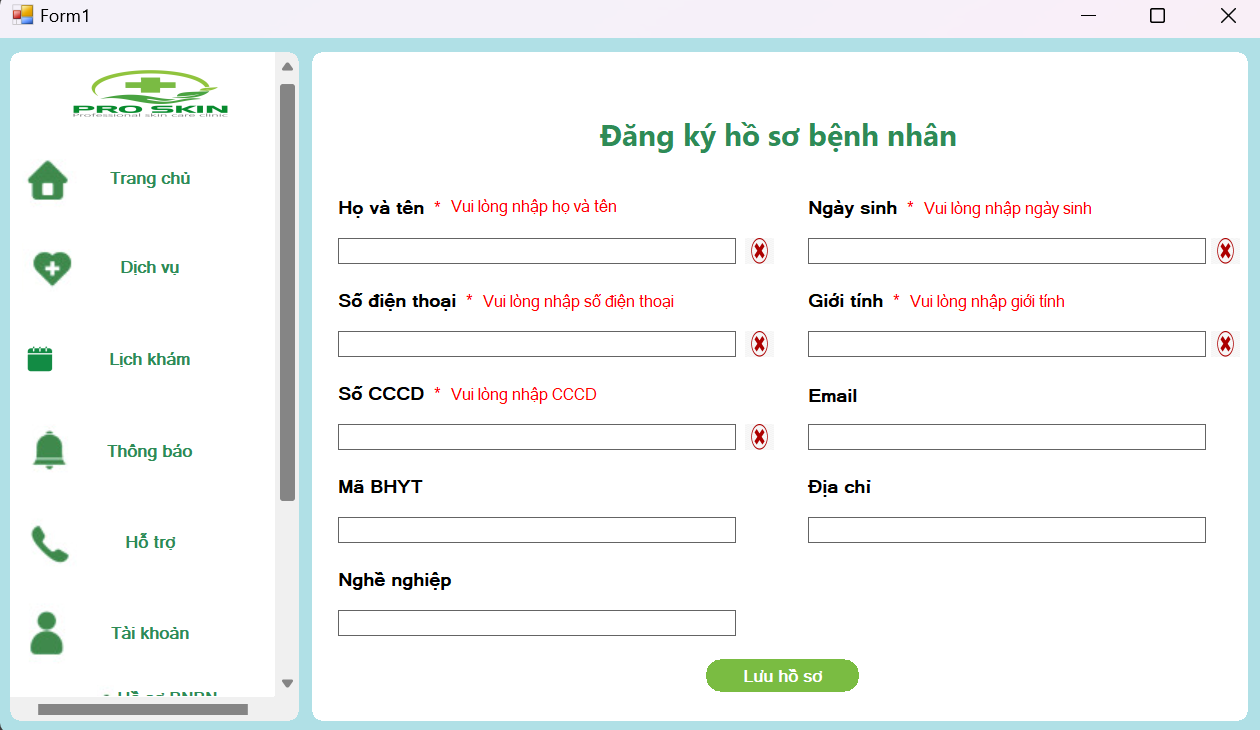 Form1
PRO SKIN
Professional skin care clinic
Trang chủ
Dịch vụ
Lịch khám
Thông báo
Hỗ trợ
Tài khoản
Đăng ký hồ sơ bệnh nhân
Họ và tên * Vui lòng nhập họ và tên
Ngày sinh * Vui lòng nhập ngày sinh
Số điện thoại * Vui lòng nhập số điện thoại
Giới tính * Vui lòng nhập giới tính
Số CCCD * Vui lòng nhập CCCD
Email
Mã BHYT
Địa chỉ
Nghề nghiệp
Lưu hồ sơ